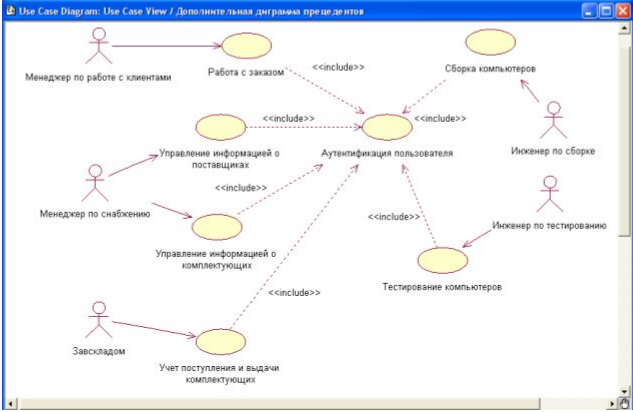 Use Case Diagram: Use Case View / Дополнительная диграмма прецедентов
Менеджер по работе с клиентами
Работа с заказом
<<include>>
Сборка компьютеров
<<include>>
<<include>>
Управление информацией о
поставщиках
Аутентификация пользователя
Инженер по сборке
<<include>>
Менеджер по снабжению
<<include>>
Инженер по тестированию
Управление информацией о
комплектующих
Тестирование компьютеров
<<include>>
Завскладом
Учет поступления и выдачи
комплектующих